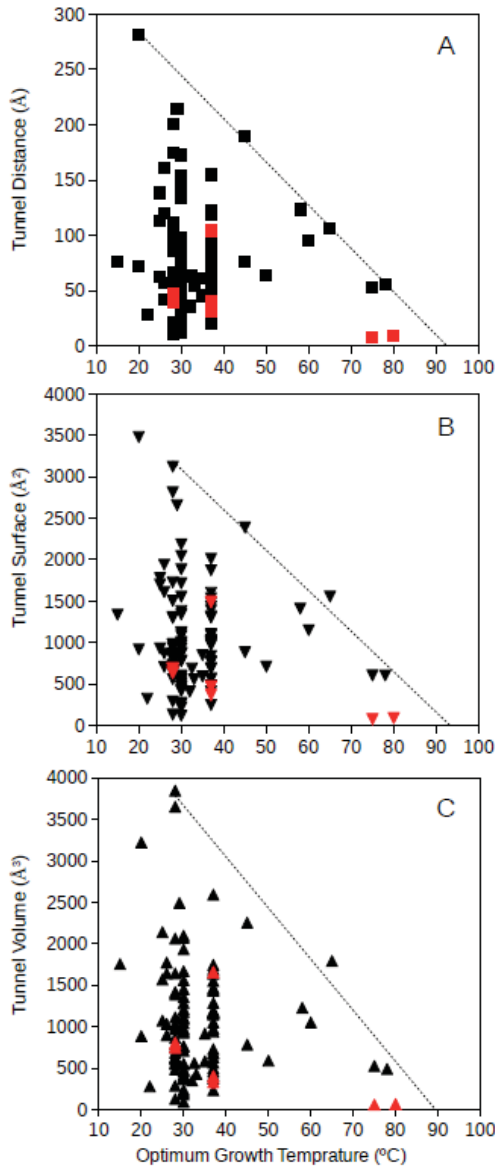 A
Tunnel Distance (Å)
300
250
200
150
100
50
0
10 20 30 40 50 60 70 80 90 100
B
Tunnel Surface (Å²)
4000
3500
3000
2500
2000
1500
1000
500
0
10 20 30 40 50 60 70 80 90 100
C
Tunnel Volume (Å³)
4000
3500
3000
2500
2000
1500
1000
500
0
10 20 30 40 50 60 70 80 90 100
Optimum Growth Temprature (ºC)